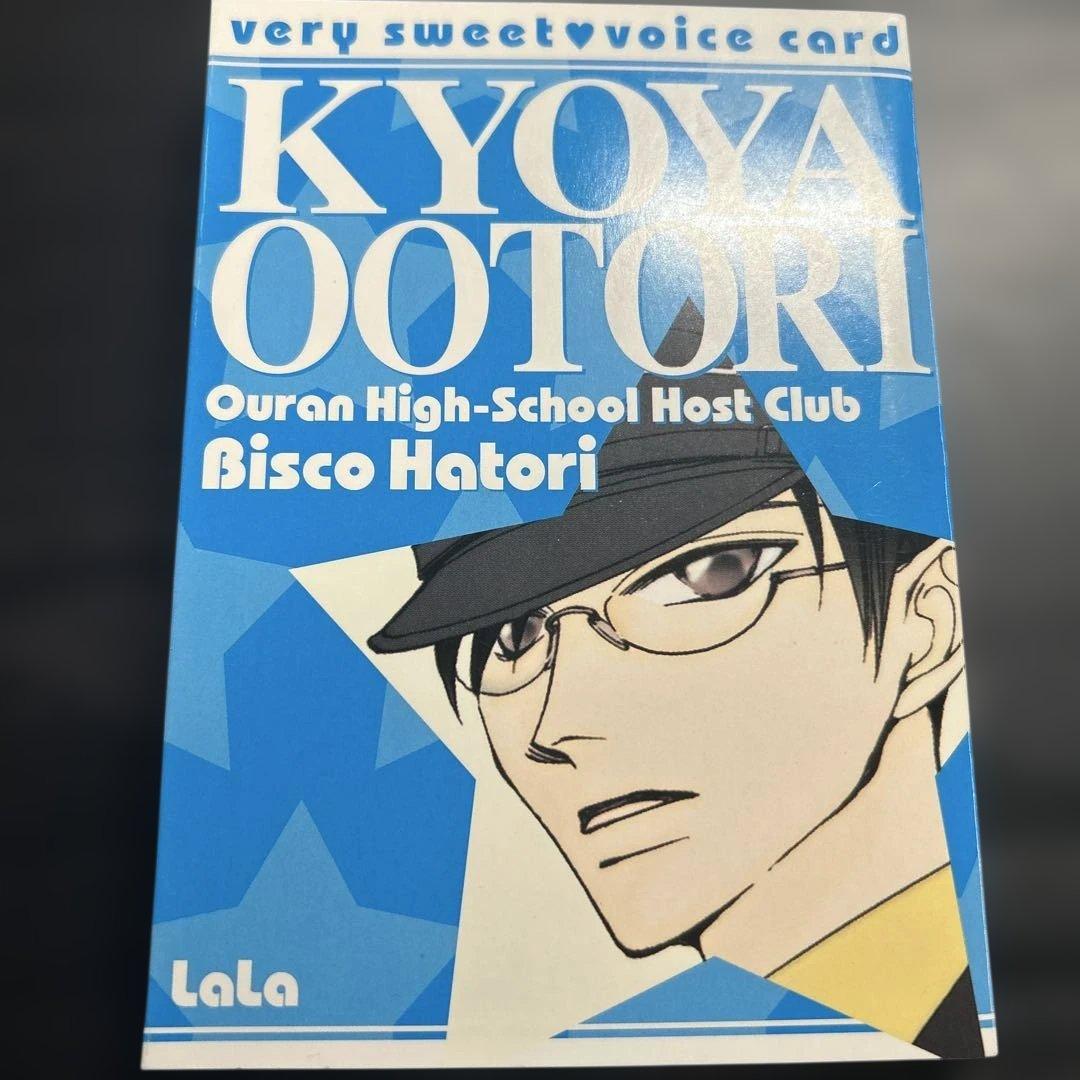 very sweet♥voice card
KYOYA
OOTORI
Ouran High-School Host Club
Bisco Hatori
LaLa